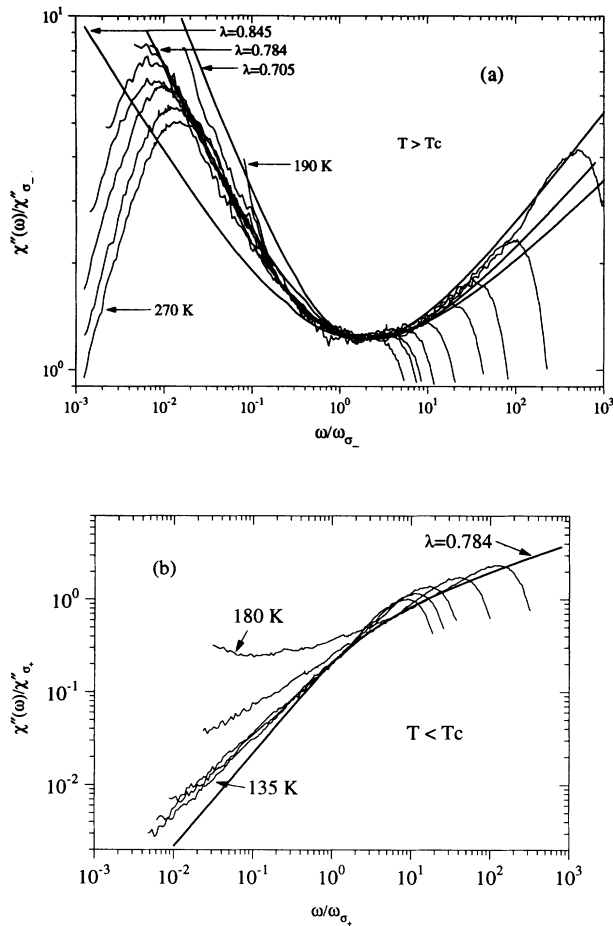 10¹
λ=0.845
λ=0.784
λ=0.705
(a)
T > Tc
190 K
χ''(ω)/χ''σ₋
270 K
10⁰
10⁻³ 10⁻² 10⁻¹ 10⁰ 10¹ 10² 10³
ω/ωσ₋
(b)
λ=0.784
10⁰
180 K
χ''(ω)/χ''σ₊
10⁻¹
T < Tc
10⁻²
135 K
10⁻³ 10⁻² 10⁻¹ 10⁰ 10¹ 10² 10³
ω/ωσ₊